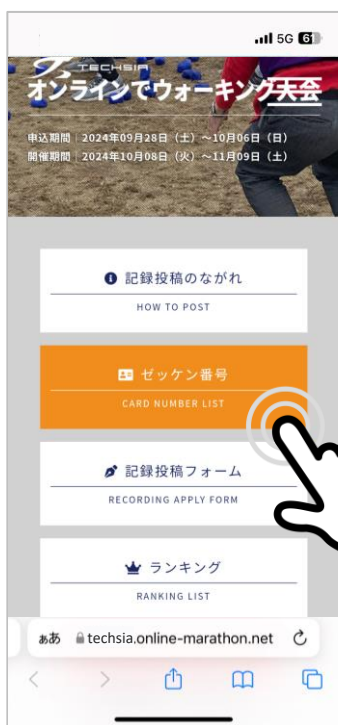 5G 61
TECHSIA
オンラインでウォーキング大会
申込期間｜2024年09月28日（土）〜10月06日（日）
開催期間｜2024年10月08日（火）〜11月09日（土）
記録投稿のながれ
HOW TO POST
ゼッケン番号
CARD NUMBER LIST
記録投稿フォーム
RECORDING APPLY FORM
ランキング
RANKING LIST
ぁあ techsia.online-marathon.net